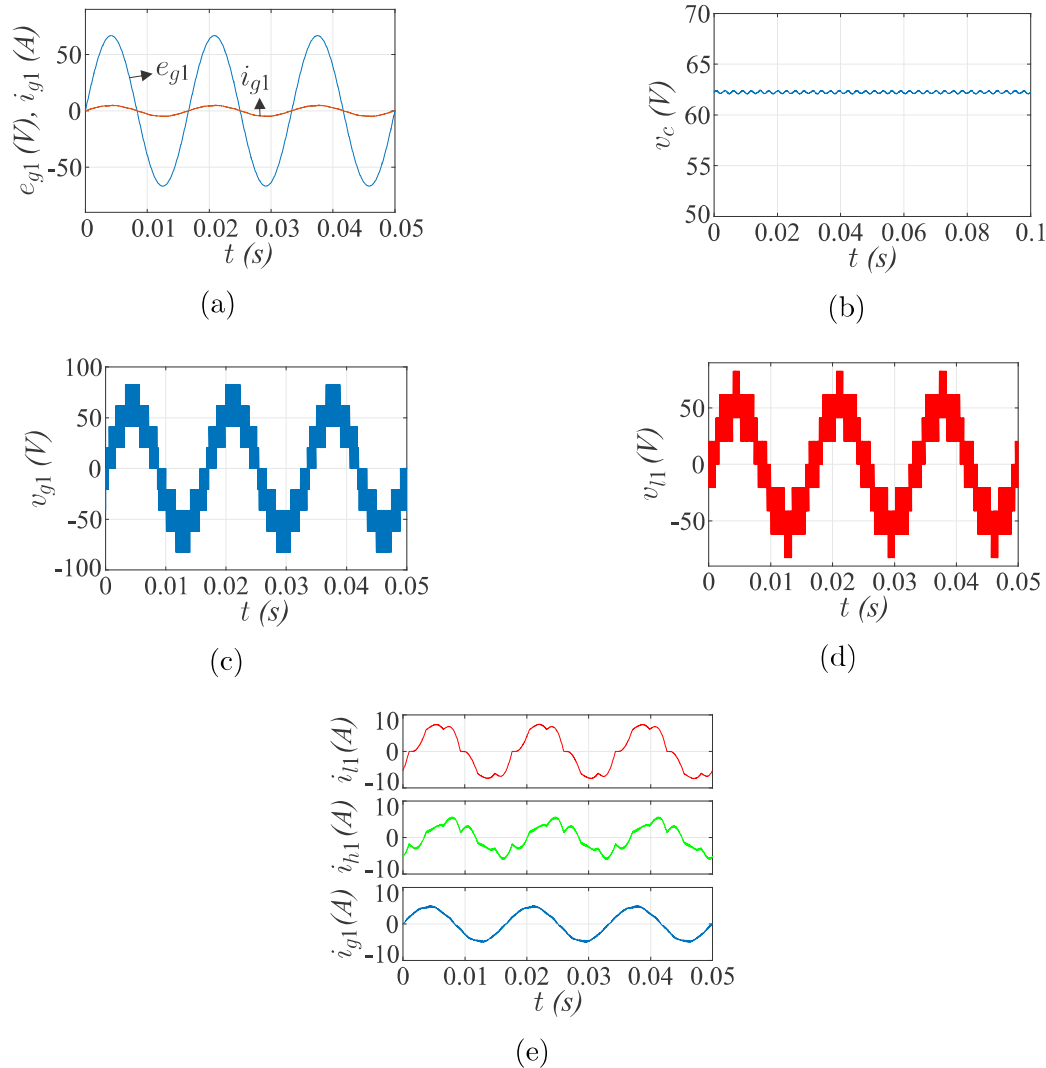 e_{g1} (V), i_{g1} (A)
50
0
-50
e_{g1}
i_{g1}
0 0.01 0.02 0.03 0.04 0.05
t (s)
(a)
v_c (V)
70
67
65
63
60
57
55
53
50
0 0.02 0.04 0.06 0.08 0.1
t (s)
(b)
v_{g1} (V)
100
50
0
-50
-100
0 0.01 0.02 0.03 0.04 0.05
t (s)
(c)
v_{l1} (V)
50
0
-50
0 0.01 0.02 0.03 0.04 0.05
t (s)
(d)
i_{l1}(A)
10
0
-10
i_{h1}(A)
10
0
-10
i_{g1}(A)
10
0
-10
0 0.01 0.02 0.03 0.04 0.05
t (s)
(e)